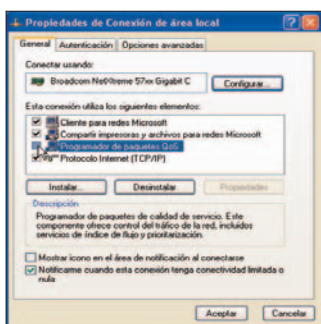 Propiedades de Conexión de área local
General Autenticación Opciones avanzadas
Conectar usando:
Broadcom NetXtreme 57xx Gigabit C
Configurar...
Esta conexión utiliza los siguientes elementos:
Cliente para redes Microsoft
Compartir impresoras y archivos para redes Microsoft
Programador de paquetes QoS
Protocolo Internet (TCP/IP)
Instalar... Desinstalar Propiedades
Descripción
Programador de paquetes de calidad de servicio. Este
componente ofrece control del tráfico de la red, incluidos
servicios de índice de flujo y prioritización.
Mostrar icono en el área de notificación al conectarse
Notificarme cuando esta conexión tenga conectividad limitada o
nula
Aceptar Cancelar